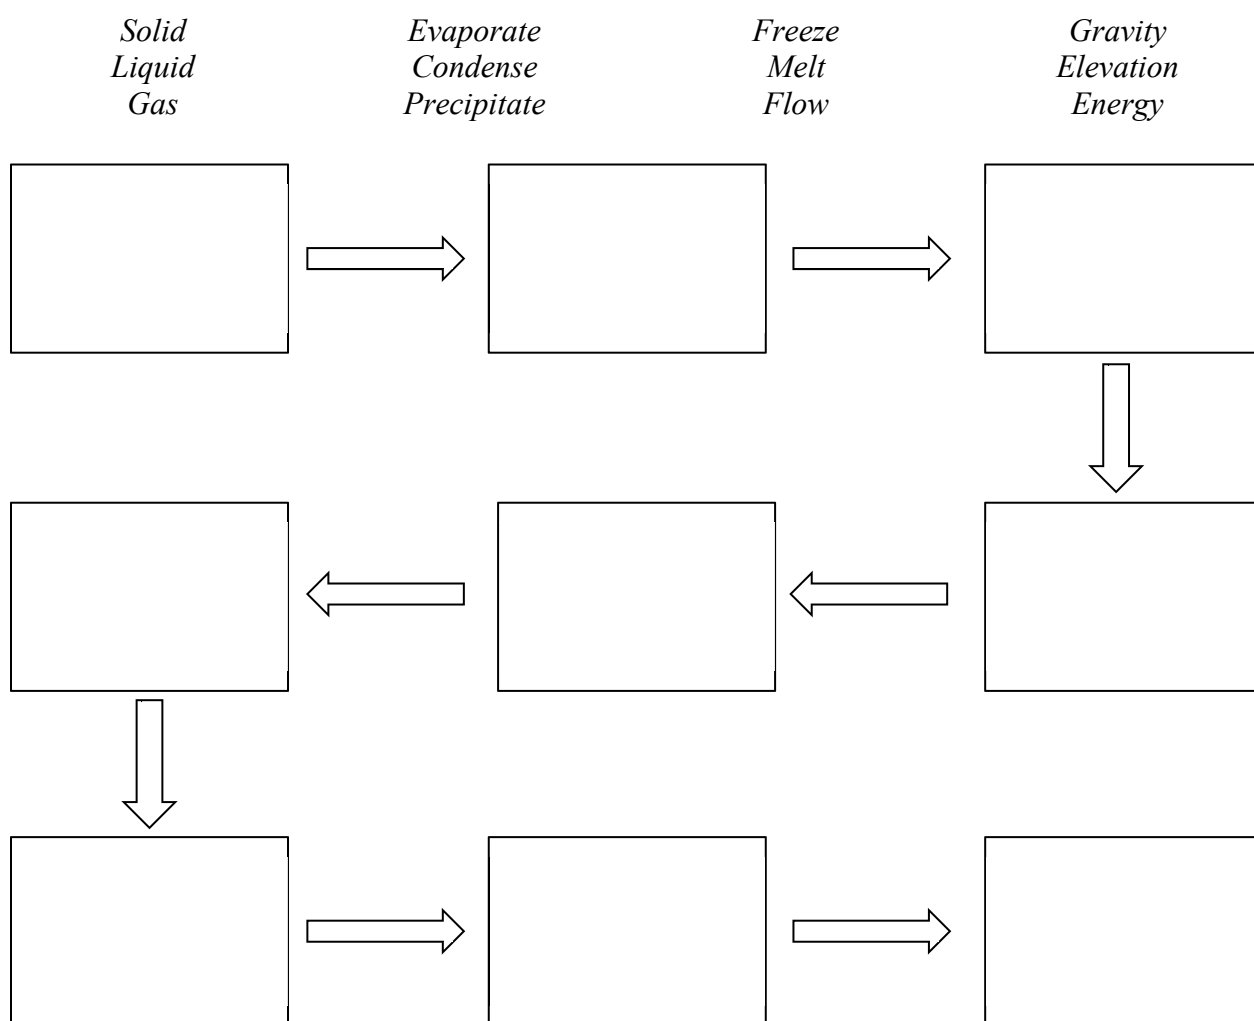 Solid Evaporate Freeze Gravity
Liquid Condense Melt Elevation
Gas Precipitate Flow Energy